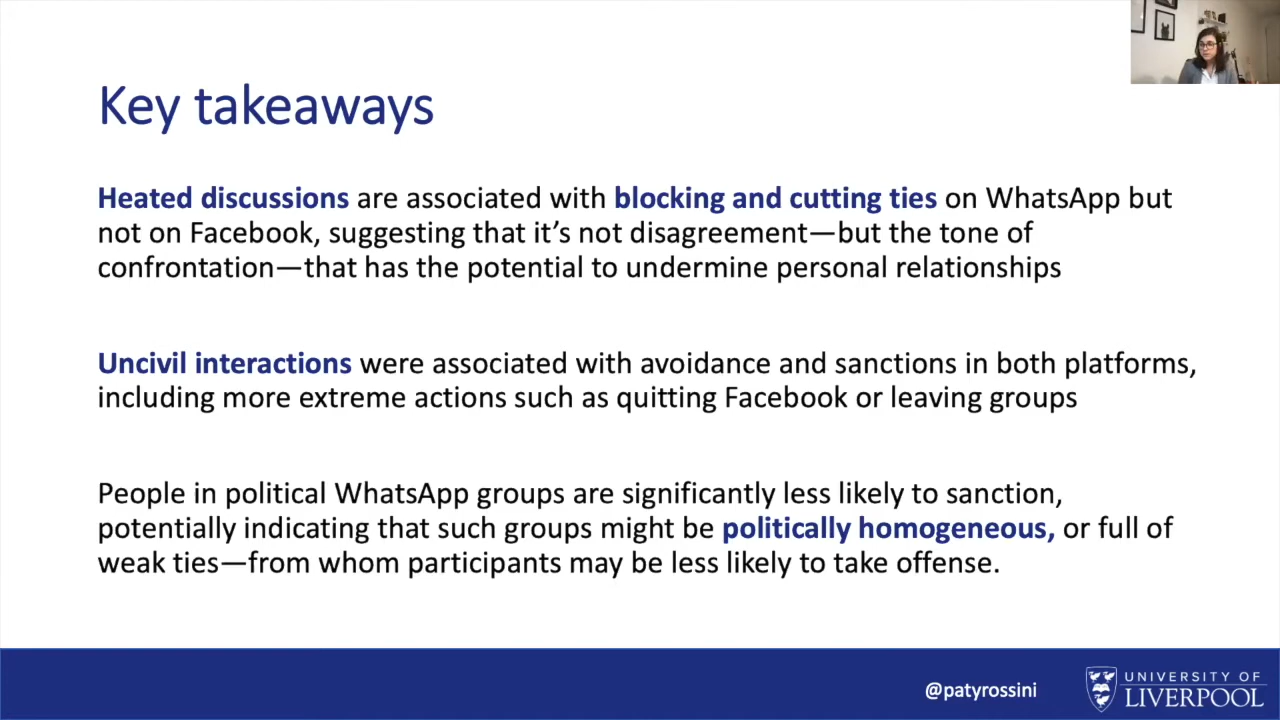 Key takeaways
Heated discussions are associated with blocking and cutting ties on WhatsApp but
not on Facebook, suggesting that it’s not disagreement—but the tone of
confrontation—that has the potential to undermine personal relationships
Uncivil interactions were associated with avoidance and sanctions in both platforms,
including more extreme actions such as quitting Facebook or leaving groups
People in political WhatsApp groups are significantly less likely to sanction,
potentially indicating that such groups might be politically homogeneous, or full of
weak ties—from whom participants may be less likely to take offense.
@patyrossini
UNIVERSITY OF
LIVERPOOL